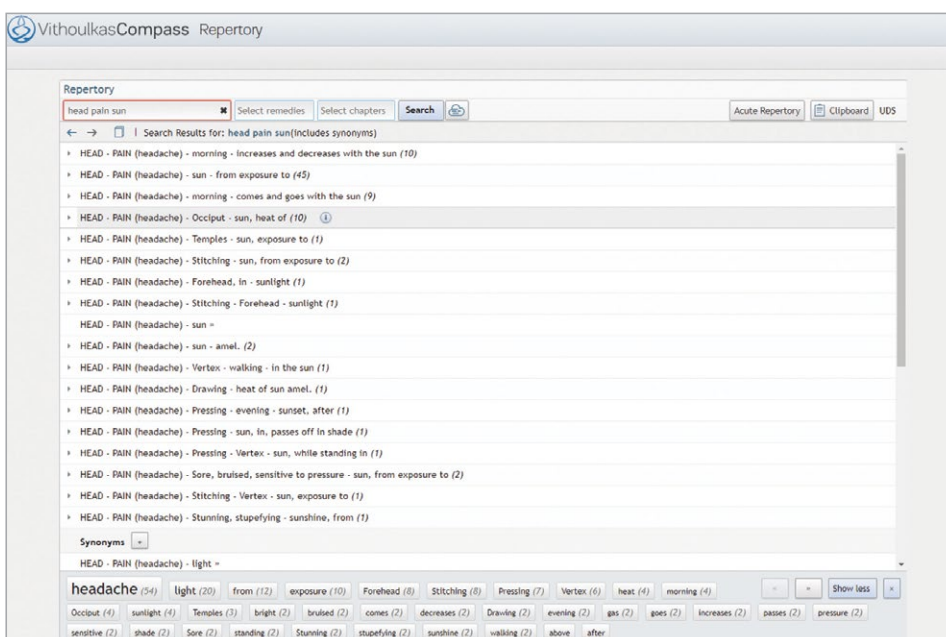 VithoulkasCompass Repertory
Repertory
head pain sun Select remedies Select chapters Search Acute Repertory Clipboard UDS
Search Results for: head pain sun(includes synonyms)
HEAD - PAIN (headache) - morning - increases and decreases with the sun (10)
HEAD - PAIN (headache) - sun - from exposure to (45)
HEAD - PAIN (headache) - morning - comes and goes with the sun (9)
HEAD - PAIN (headache) - Occiput - sun, heat of (10)
HEAD - PAIN (headache) - Temples - sun, exposure to (1)
HEAD - PAIN (headache) - Stitching - sun, from exposure to (2)
HEAD - PAIN (headache) - Forehead, in - sunlight (1)
HEAD - PAIN (headache) - Stitching - Forehead - sunlight (1)
HEAD - PAIN (headache) - sun =
HEAD - PAIN (headache) - sun - amel. (2)
HEAD - PAIN (headache) - Vertex - walking - in the sun (1)
HEAD - PAIN (headache) - Drawing - heat of sun amel. (1)
HEAD - PAIN (headache) - Pressing - evening - sunset, after (1)
HEAD - PAIN (headache) - Pressing - sun, in, passes off in shade (1)
HEAD - PAIN (headache) - Pressing - Vertex - sun, while standing in (1)
HEAD - PAIN (headache) - Sore, bruised, sensitive to pressure - sun, from exposure to (2)
HEAD - PAIN (headache) - Stitching - Vertex - sun, exposure to (1)
HEAD - PAIN (headache) - Stunning, stupefying - sunshine, from (1)
Synonyms
HEAD - PAIN (headache) - light =
headache (54) light (20) from (12) exposure (10) Forehead (8) Stitching (8) Pressing (7) Vertex (6) heat (4) morning (4) Show less
Occiput (4) sunlight (4) Temples (3) bright (2) bruised (2) comes (2) decreases (2) Drawing (2) evening (2) gas (2) goes (2) increases (2) passes (2) pressure (2)
sensitive (2) shade (2) Sore (2) standing (2) Stunning (2) stupefying (2) sunshine (2) walking (2) above after